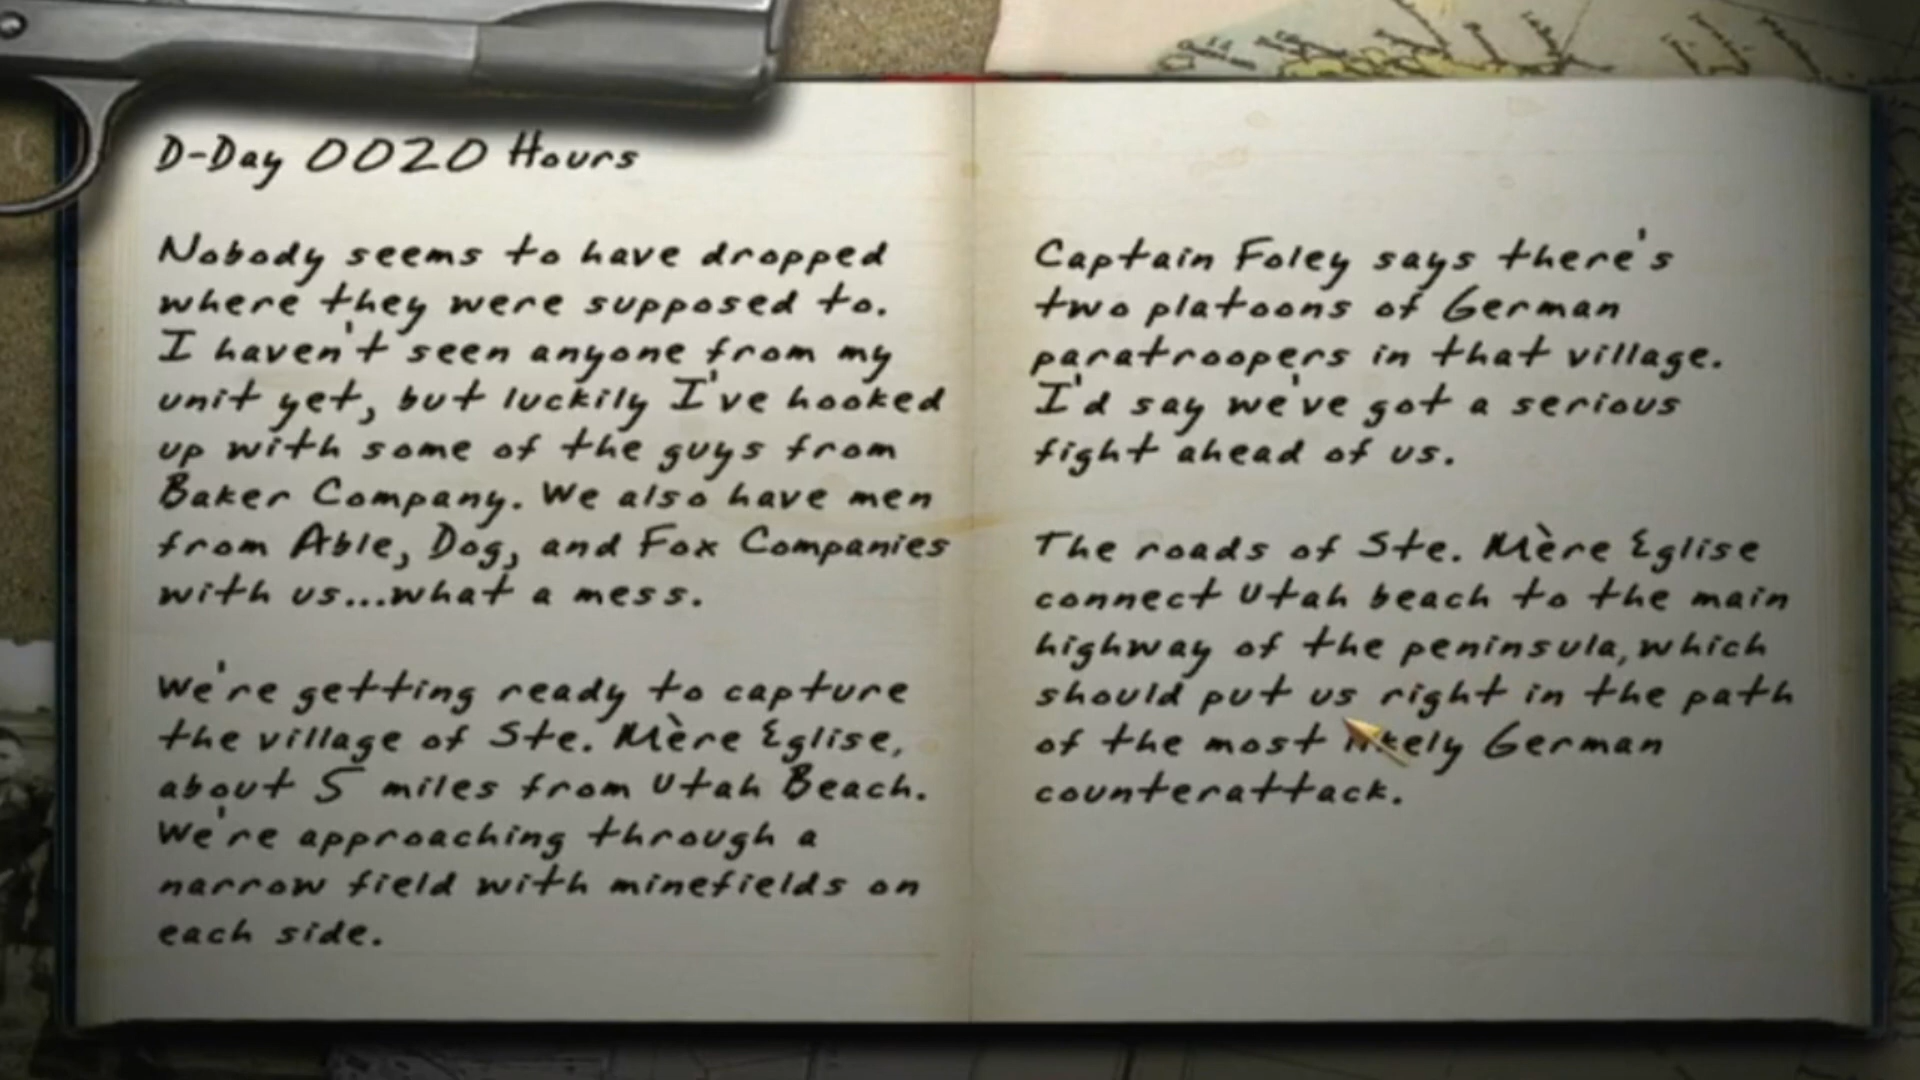 D-Day 0020 Hours
Nobody seems to have dropped
where they were supposed to.
I haven't seen anyone from my
unit yet, but luckily I've hooked
up with some of the guys from
Baker Company. We also have men
from Able, Dog, and Fox Companies
with us...what a mess.
We're getting ready to capture
the village of Ste. Mère Eglise,
about 5 miles from Utah Beach.
We're approaching through a
narrow field with minefields on
each side.
Captain Foley says there's
two platoons of German
paratroopers in that village.
I'd say we've got a serious
fight ahead of us.
The roads of Ste. Mère Eglise
connect Utah beach to the main
highway of the peninsula, which
should put us right in the path
of the most likely German
counterattack.